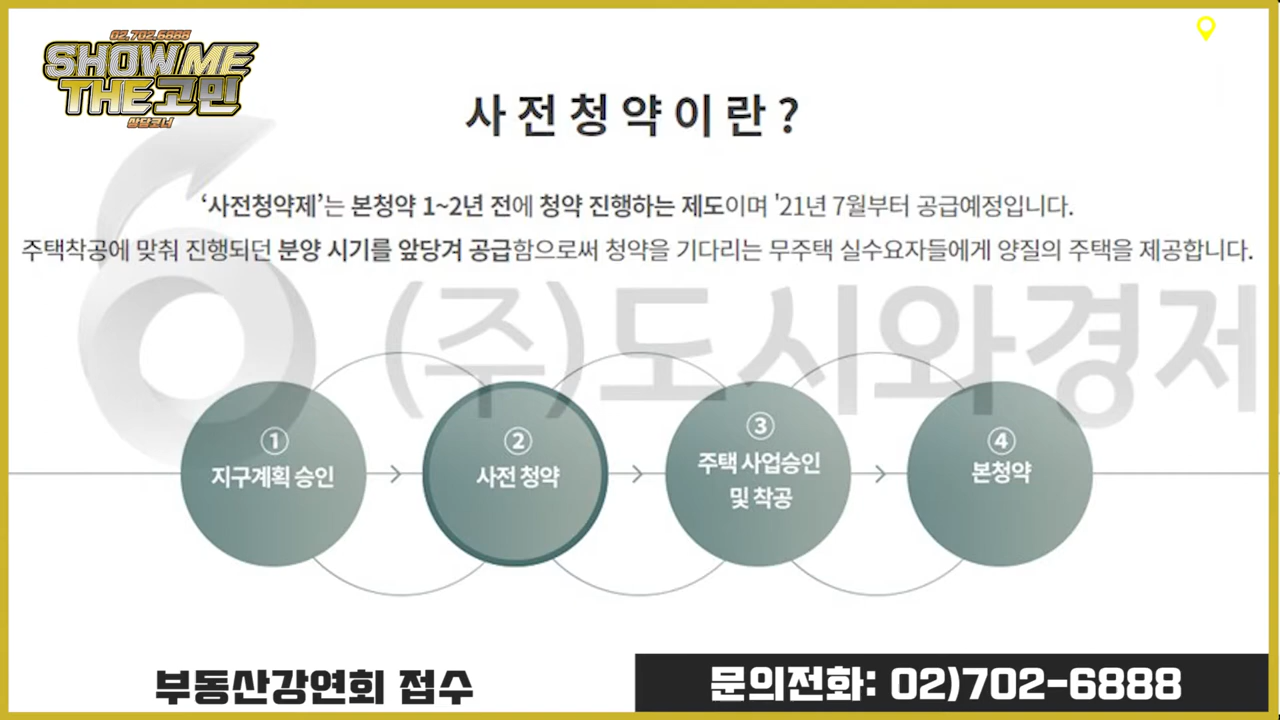 02.702.6888
SHOW ME
THE 고민
상담코너
사전청약이란?
‘사전청약제’는 본청약 1~2년 전에 청약 진행하는 제도이며 '21년 7월부터 공급예정입니다.
주택착공에 맞춰 진행되던 분양 시기를 앞당겨 공급함으로써 청약을 기다리는 무주택 실수요자들에게 양질의 주택을 제공합니다.
(주)도시와경제
①
지구계획 승인
②
사전 청약
③
주택 사업승인
및 착공
④
본청약
부동산강연회 접수
문의전화: 02)702-6888